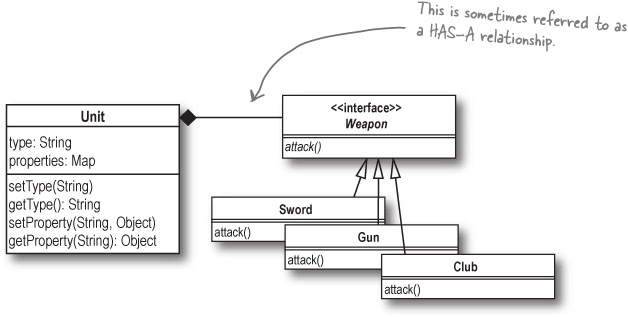 This is sometimes referred to as
a HAS-A relationship.
Unit
type: String
properties: Map
setType(String)
getType(): String
setProperty(String, Object)
getProperty(String): Object
<<interface>>
Weapon
attack()
Sword
attack()
Gun
attack()
Club
attack()